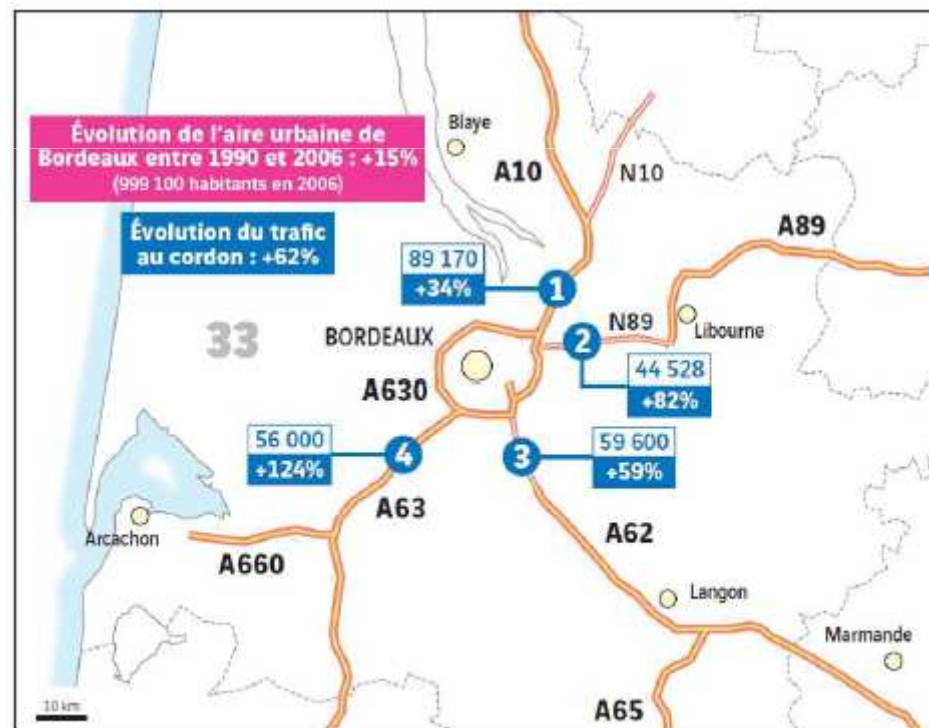 Blaye
Évolution de l'aire urbaine de
Bordeaux entre 1990 et 2006 : +15%
(999 100 habitants en 2006)
A10
N10
Évolution du trafic
au cordon : +62%
A89
89 170
+34%
1
33
BORDEAUX
2
N89
Libourne
A630
44 528
+82%
56 000
+124%
4
3
59 600
+59%
A63
Arcachon
A660
A62
Langon
Marmande
10 km
A65